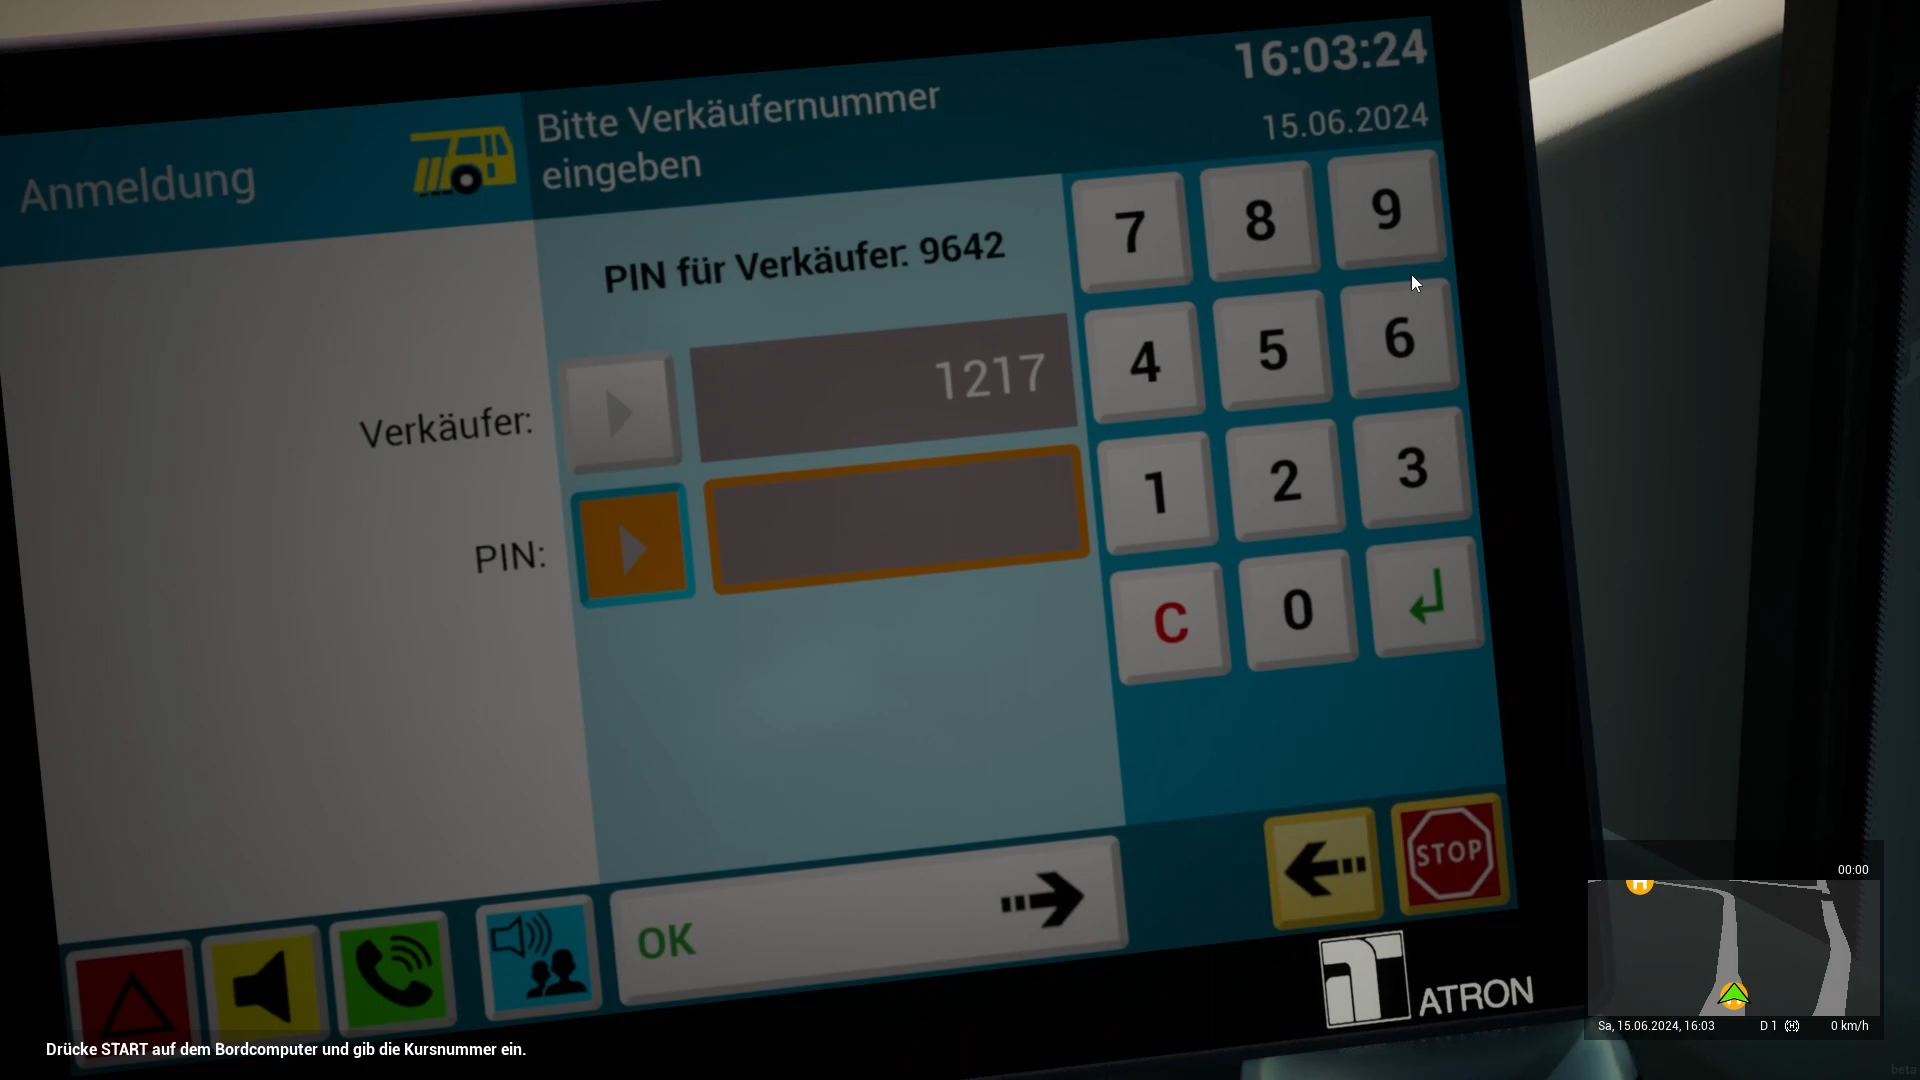 16:03:24
Bitte Verkäufernummer
eingeben
15.06.2024
Anmeldung
PIN für Verkäufer: 9642
7 8 9
Verkäufer: 1217
4 5 6
PIN:
1 2 3
C 0
OK
STOP
ATRON
00:00
H
Sa, 15.06.2024, 16:03 D 1 (H) 0 km/h
Drücke START auf dem Bordcomputer und gib die Kursnummer ein.
beta